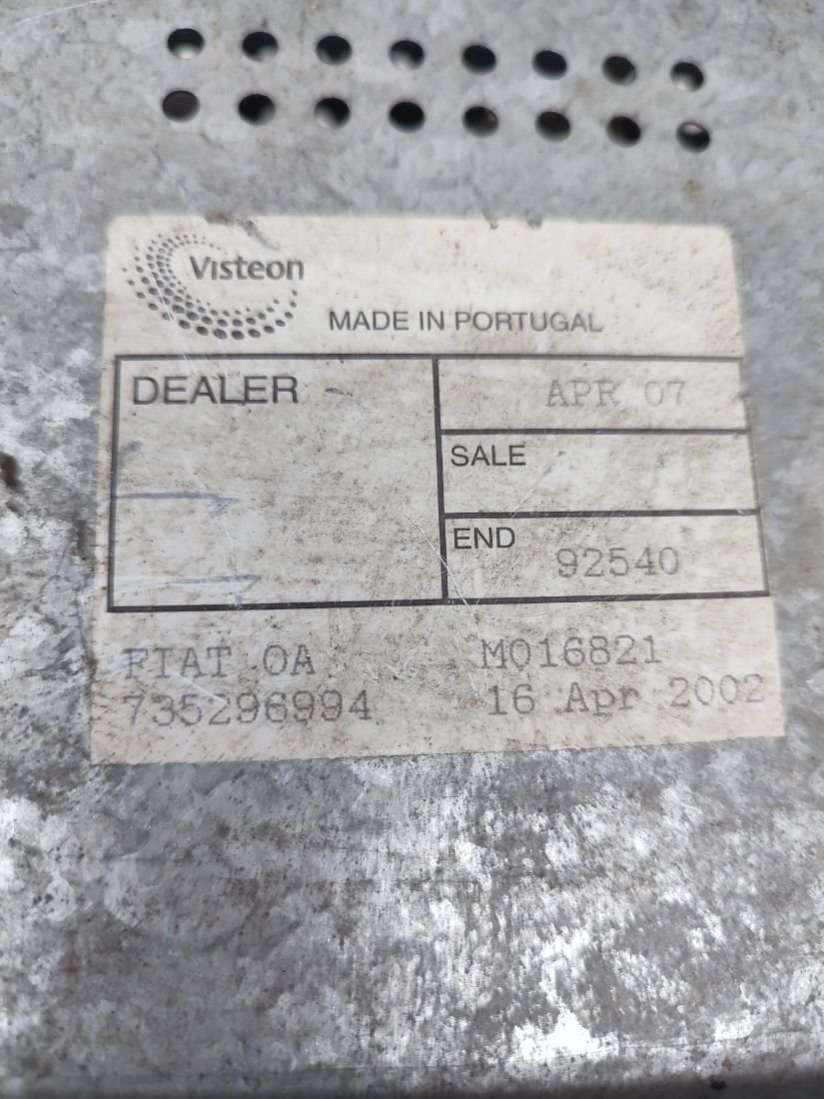 Visteon
MADE IN PORTUGAL
DEALER
APR 07
SALE
END
92540
FIAT OA M016821
735296994 16 Apr 2002